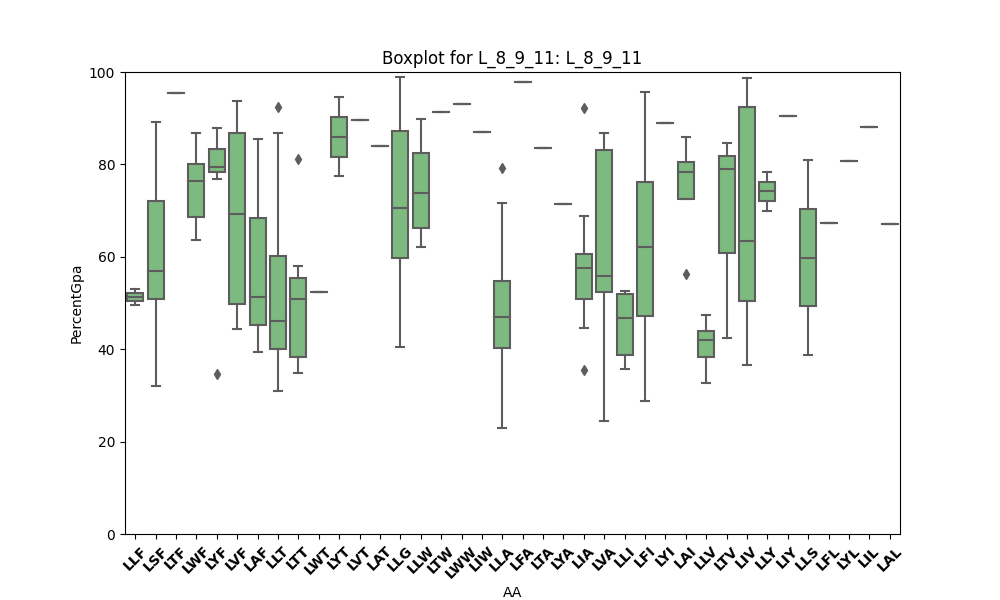 Boxplot for L_8_9_11: L_8_9_11
PercentGpa
100
80
60
40
20
0
LLF LSF LTF LWF LYF LVF LAF LLT LTT LWT LYT LVT LAT LLG LLW LTW LWW LIW LLA LFA LTA LYA LIA LVA LLI LFI LYI LAI LLV LTV LIV LLY LIY LLS LFL LYL LIL LAL
AA